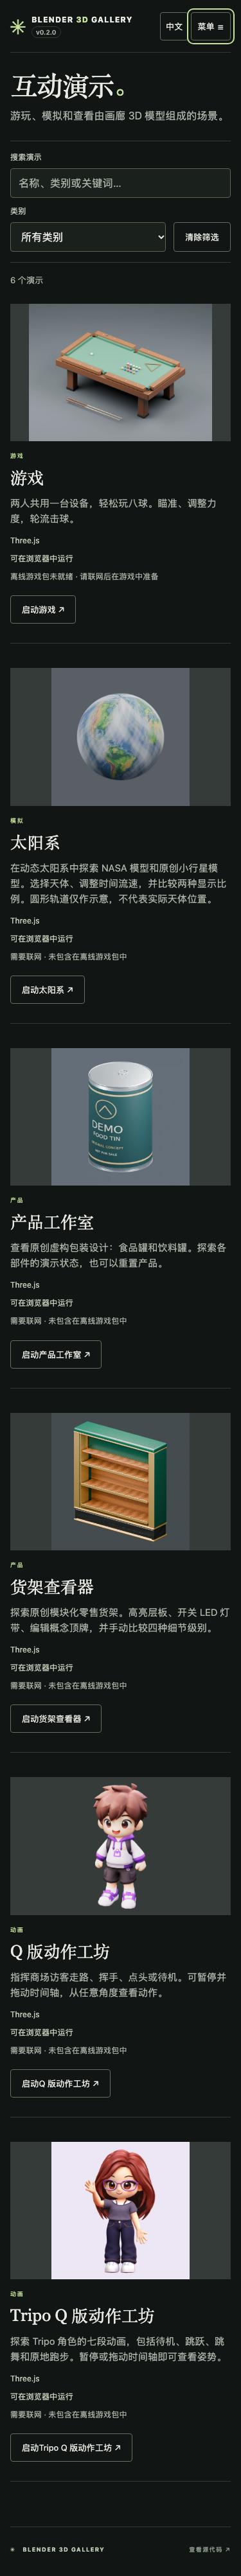 BLENDER 3D GALLERY
v0.2.0
中文
菜单 ≡
互动演示。
游玩、模拟和查看由画廊 3D 模型组成的场景。
搜索演示
名称、类别或关键词…
类别
所有类别
清除筛选
6 个演示
游戏
游戏
两人共用一台设备，轻松玩八球。瞄准、调整力
度，轮流击球。
Three.js
可在浏览器中运行
离线游戏包未就绪 · 请联网后在游戏中准备
启动游戏 ↗
模拟
太阳系
在动态太阳系中探索 NASA 模型和原创小行星模
型。选择天体、调整时间流速，并比较两种显示比
例。圆形轨道仅作示意，不代表实际天体位置。
Three.js
可在浏览器中运行
需要联网 · 未包含在离线游戏包中
启动太阳系 ↗
DEMO
FOOD TIN
产品
产品工作室
查看原创虚构包装设计：食品罐和饮料罐。探索各
部件的演示状态，也可以重置产品。
Three.js
可在浏览器中运行
需要联网 · 未包含在离线游戏包中
启动产品工作室 ↗
产品
货架查看器
探索原创模块化零售货架。高亮层板、开关 LED 灯
带、编辑概念顶牌，并手动比较四种细节级别。
Three.js
可在浏览器中运行
需要联网 · 未包含在离线游戏包中
启动货架查看器 ↗
动画
Q 版动作工坊
指挥商场访客走路、挥手、点头或待机。可暂停并
拖动时间轴，从任意角度查看动作。
Three.js
可在浏览器中运行
需要联网 · 未包含在离线游戏包中
启动Q 版动作工坊 ↗
动画
Tripo Q 版动作工坊
探索 Tripo 角色的七段动画，包括待机、跳跃、跳
舞和原地跑步。暂停或拖动时间轴即可查看姿势。
Three.js
可在浏览器中运行
需要联网 · 未包含在离线游戏包中
启动Tripo Q 版动作工坊 ↗
BLENDER 3D GALLERY
查看源代码 ↗